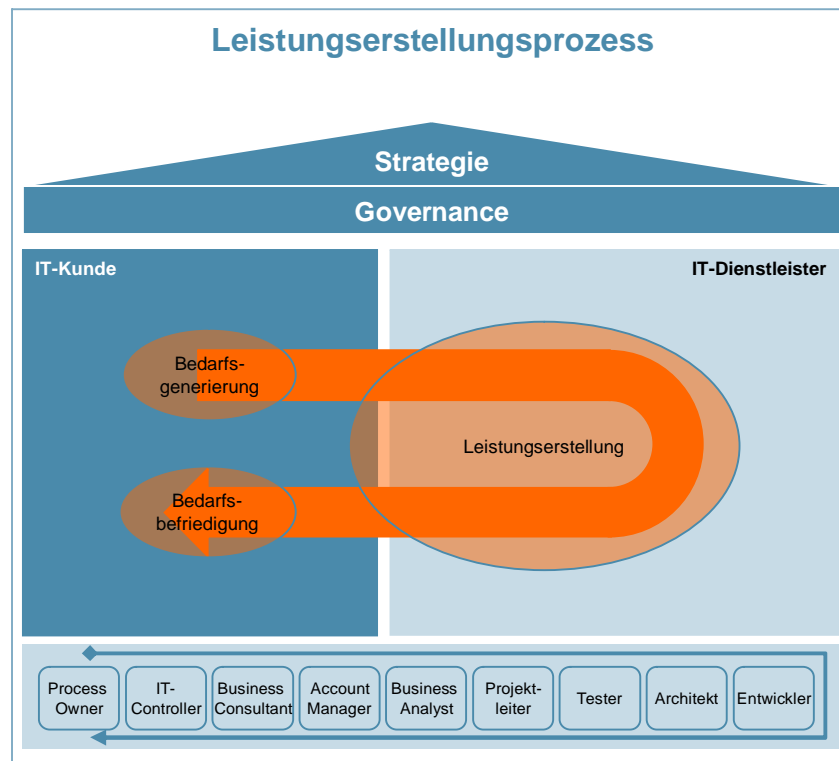 Leistungserstellungsprozess
Strategie
Governance
IT-Kunde
IT-Dienstleister
Bedarfs-
generierung
Leistungserstellung
Bedarfs-
befriedigung
Process
Owner
IT-
Controller
Business
Consultant
Account
Manager
Business
Analyst
Projekt-
leiter
Tester
Architekt
Entwickler